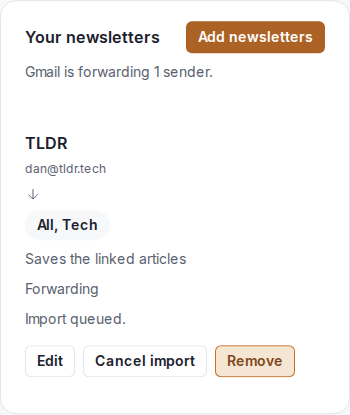 Your newsletters
Add newsletters
Gmail is forwarding 1 sender.
TLDR
dan@tldr.tech
↓
All, Tech
Saves the linked articles
Forwarding
Import queued.
Edit
Cancel import
Remove